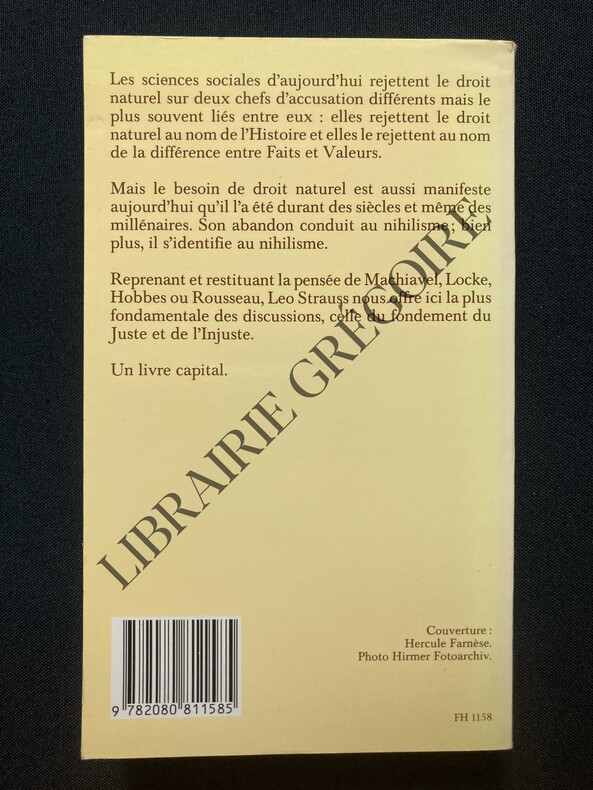 Les sciences sociales d'aujourd'hui rejettent le droit
naturel sur deux chefs d'accusation différents mais le
plus souvent liés entre eux : elles rejettent le droit
naturel au nom de l'Histoire et elles le rejettent au nom
de la différence entre Faits et Valeurs.
Mais le besoin de droit naturel est aussi manifeste
aujourd'hui qu'il l'a été durant des siècles et même des
millénaires. Son abandon conduit au nihilisme; bien
plus, il s'identifie au nihilisme.
Reprenant et restituant la pensée de Machiavel, Locke,
Hobbes ou Rousseau, Leo Strauss nous offre ici la plus
fondamentale des discussions, celle du fondement du
Juste et de l'Injuste.
Un livre capital.
LIBRAIRIE GRÉGOIRE
Couverture :
Hercule Farnèse.
Photo Hirmer Fotoarchiv.
9 782080 811585
FH 1158